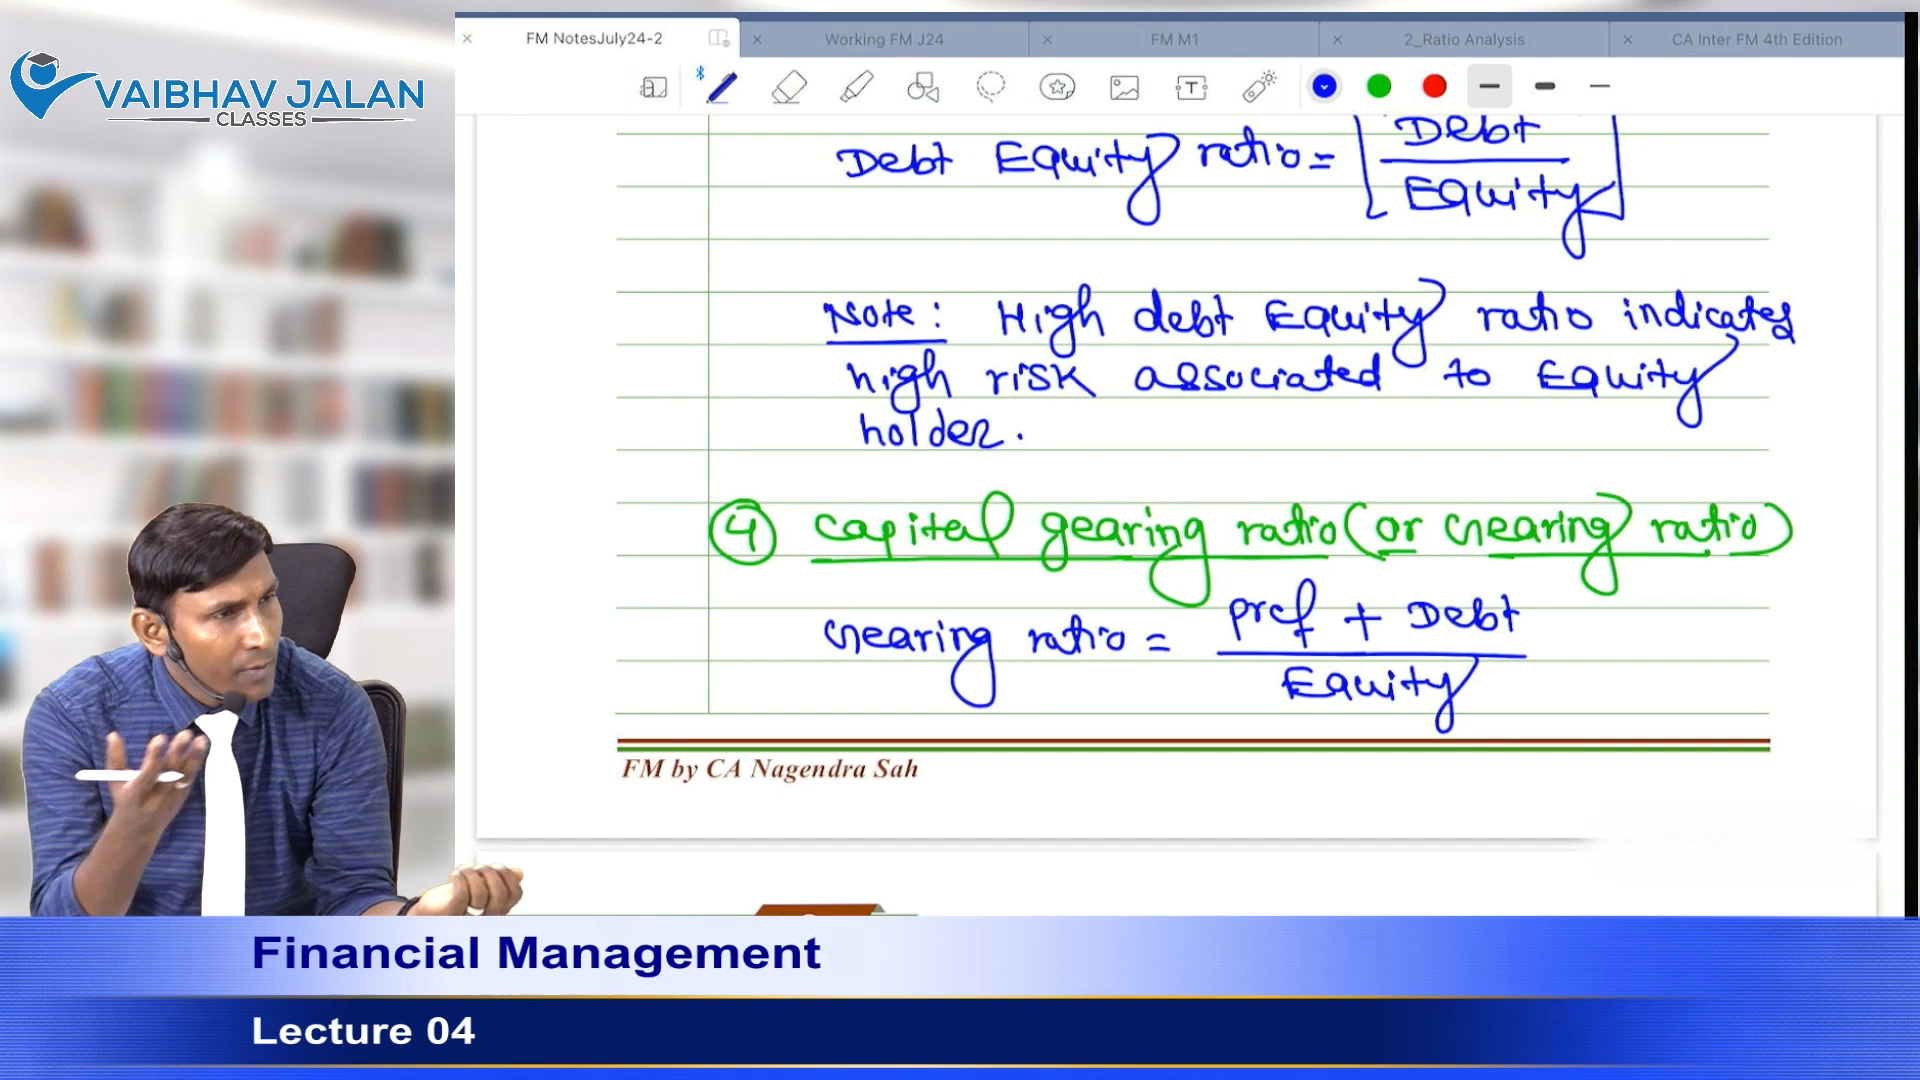 VAIBHAV JALAN
CLASSES
FM NotesJuly24-2
Working FM J24
FM M1
2_Ratio Analysis
CA Inter FM 4th Edition
Debt Equity ratio = [Debt
Equity]
Note: High debt Equity ratio indicates
high risk associated to Equity
holder.
④ capital gearing ratio (or Gearing ratio)
Gearing ratio = pref + Debt
Equity
FM by CA Nagendra Sah
Financial Management
Lecture 04